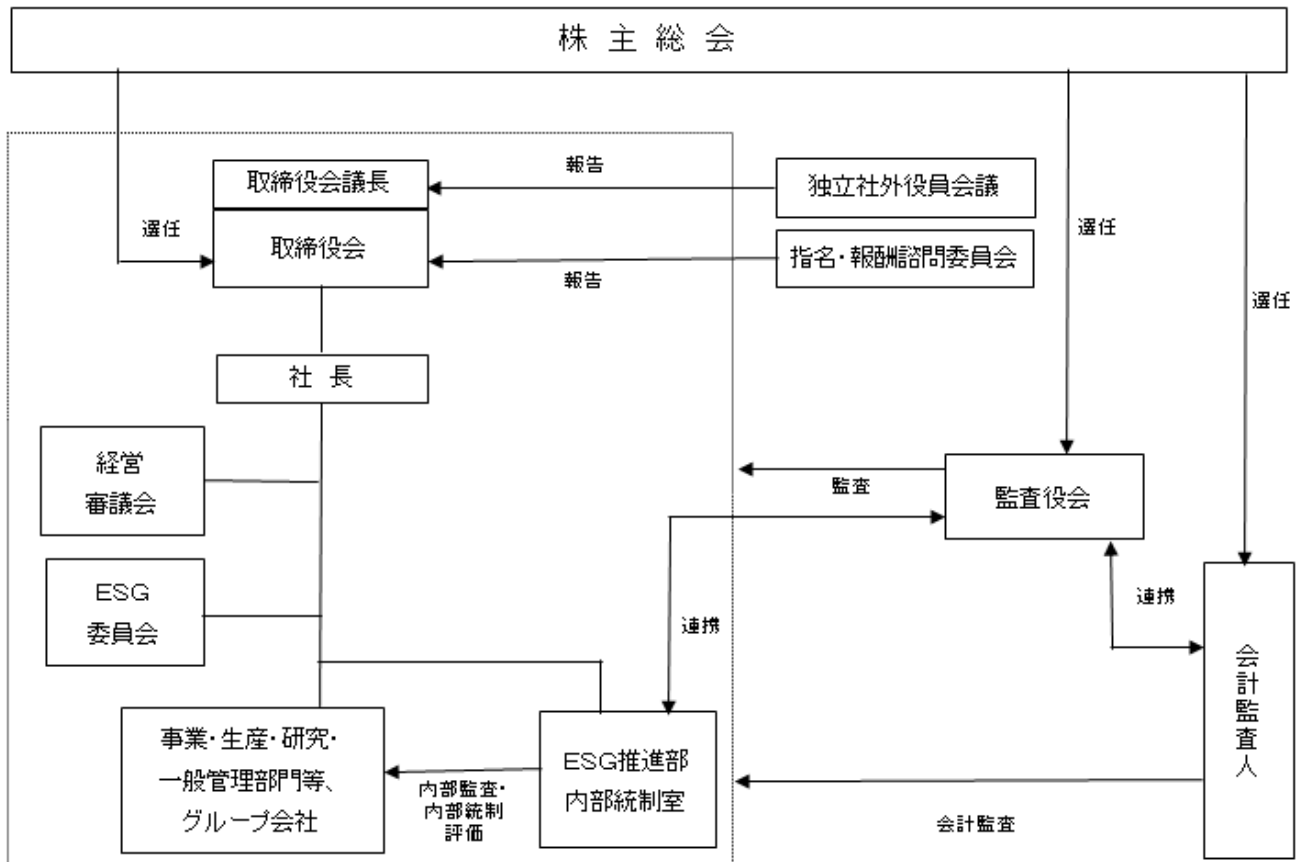 株主総会
取締役会議長
報告
独立社外役員会議
選任
取締役会
選任
指名・報酬諮問委員会
報告
選任
社長
経営
審議会
監査
監査役会
ESG
委員会
連携
連携
会計監査人
事業・生産・研究・
一般管理部門等、
グループ会社
内部監査・
内部統制
評価
ESG推進部
内部統制室
会計監査